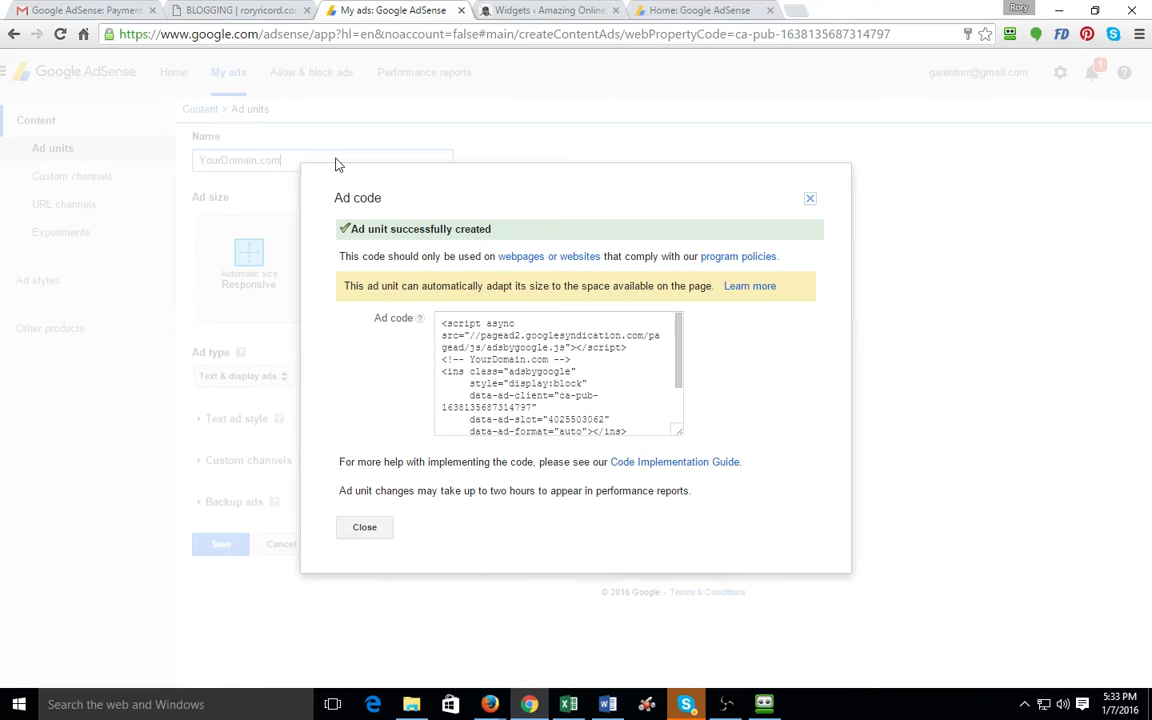 Google AdSense: Payment
BLOGGING | roryricord.co
My ads: Google AdSense
Widgets ‹ Amazing Online
Home: Google AdSense
Rory
https://www.google.com/adsense/app?hl=en&noaccount=false#main/createContentAds/webPropertyCode=ca-pub-1638135687314797
FD
Google AdSense
Home
My ads
Allow & block ads
Performance reports
garetdorr@gmail.com
1
Content > Ad units
Content
Ad units
Custom channels
URL channels
Experiments
Ad styles
Other products
Name
YourDomain.com
Ad size
Automatic size
Responsive
Ad type ?
Text & display ads
Text ad style ?
Custom channels
Backup ads ?
Save
Cancel
Ad code
Ad unit successfully created
This code should only be used on webpages or websites that comply with our program policies.
This ad unit can automatically adapt its size to the space available on the page. Learn more
Ad code ?
<script async
src="//pagead2.googlesyndication.com/pa
gead/js/adsbygoogle.js"></script>
<!-- YourDomain.com -->
<ins class="adsbygoogle"
style="display:block"
data-ad-client="ca-pub-
1638135687314797"
data-ad-slot="4025503062"
data-ad-format="auto"></ins>
For more help with implementing the code, please see our Code Implementation Guide.
Ad unit changes may take up to two hours to appear in performance reports.
Close
© 2016 Google - Terms & Conditions
Search the web and Windows
5:33 PM
1/7/2016